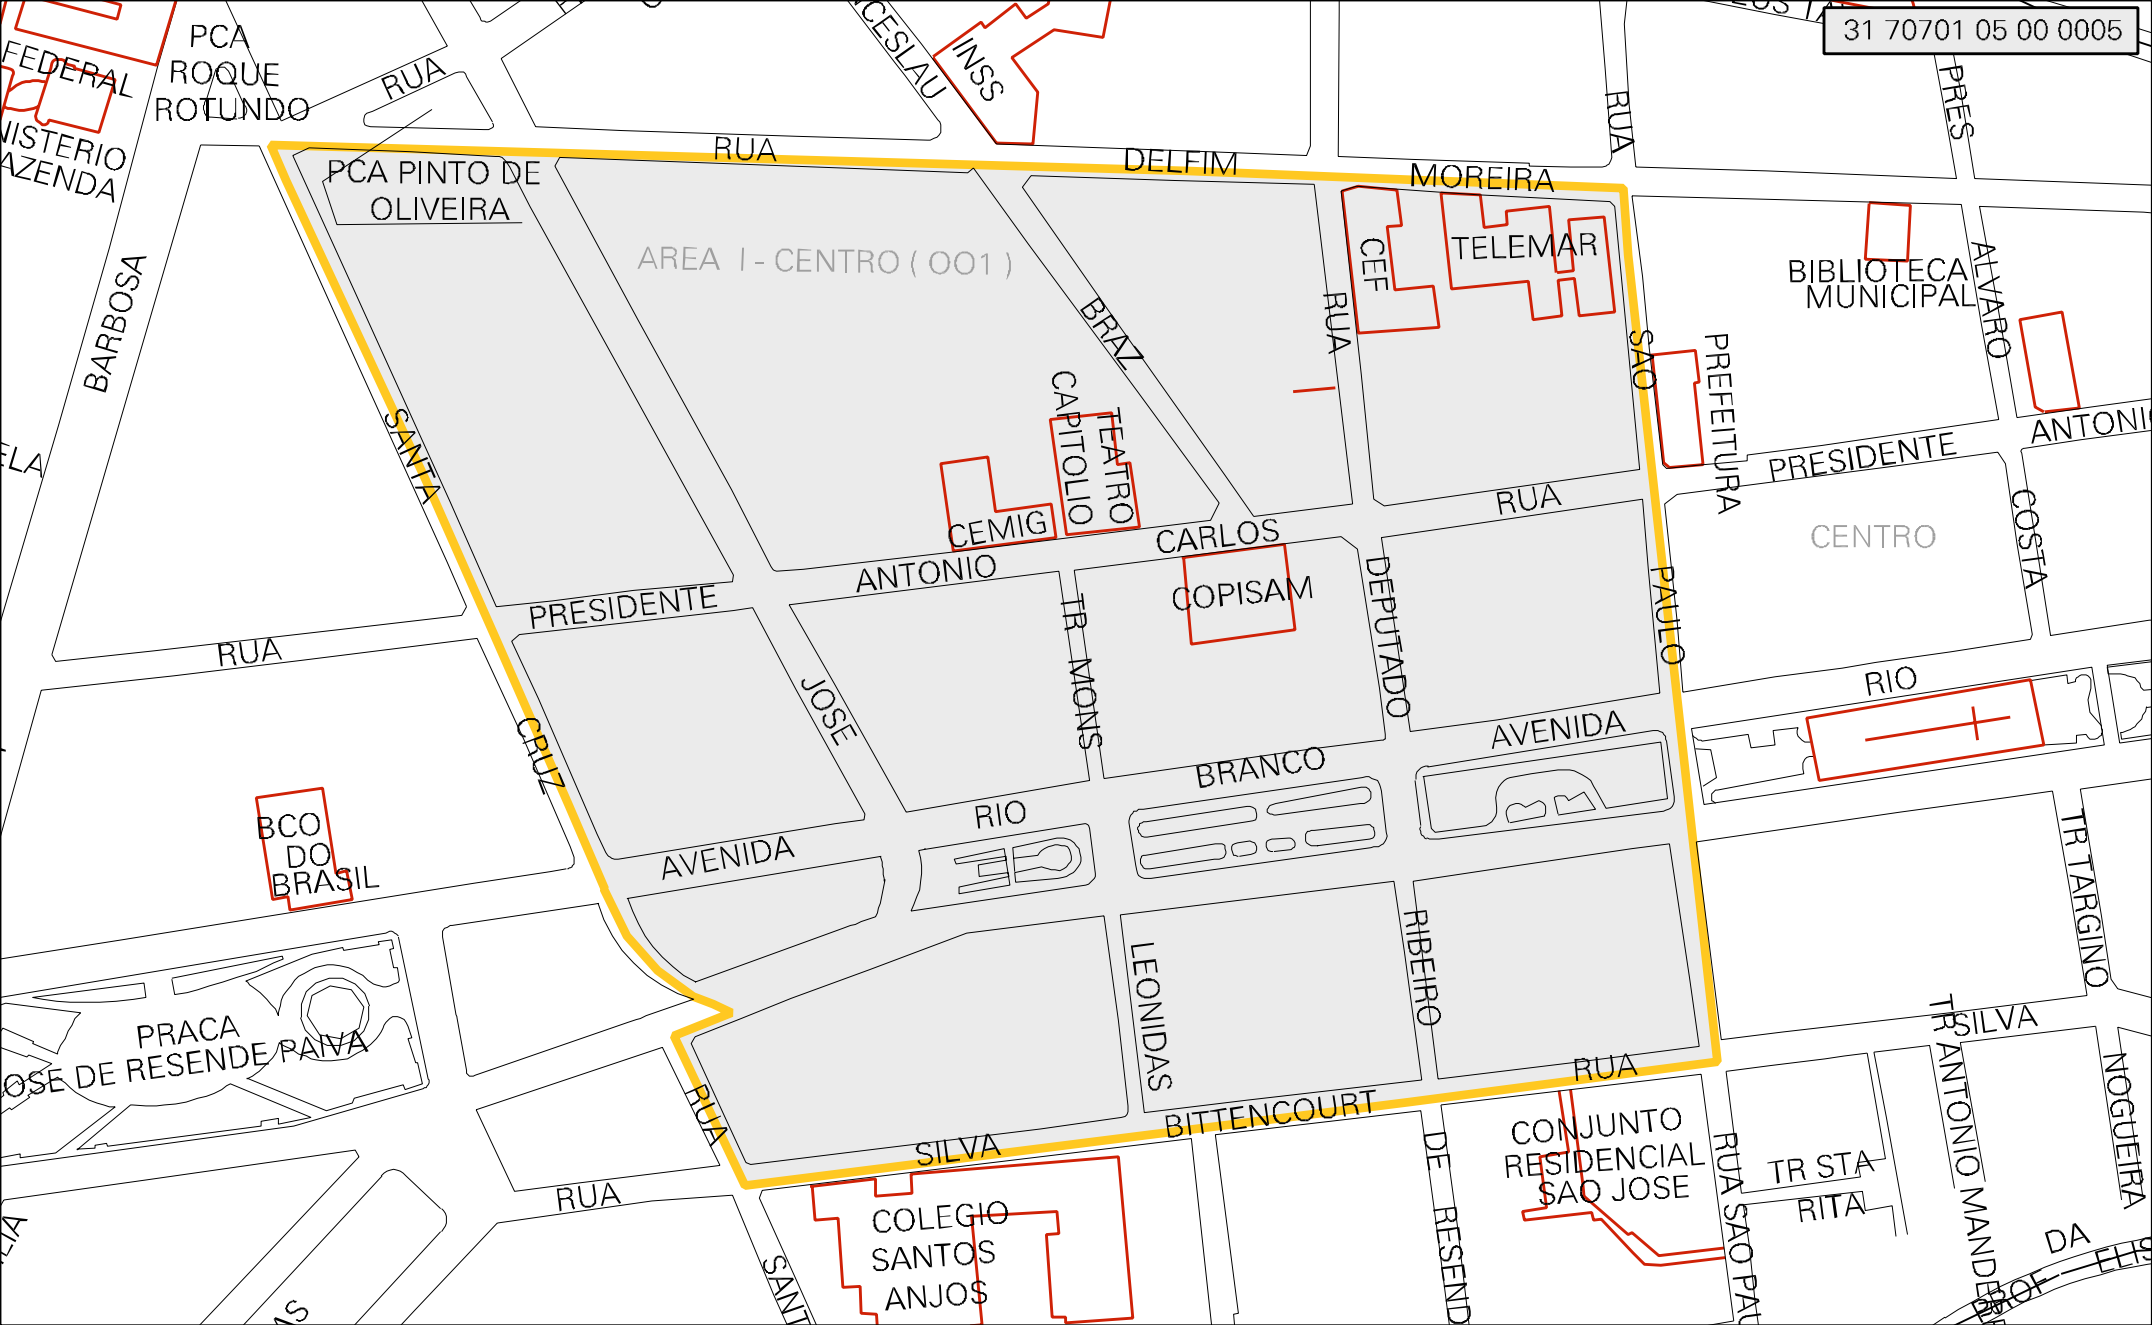 31 70701 05 00 0005
PCA
ROQUE
ROTUNDO
FEDERAL
RUA
INSS
RUA
PRES
RUA
DELFIM
MOREIRA
PCA PINTO DE
OLIVEIRA
AREA I - CENTRO ( OO1 )
CEF
TELEMAR
BIBLIOTECA
MUNICIPAL
ALVARO
BARBOSA
BRAZ
RUA
SAO
PREFEITURA
SANTA
CAPITOLIO
TEATRO
CEMIG
PRESIDENTE
RUA
CARLOS
ANTONIO
CENTRO
COSTA
PRESIDENTE
COPISAM
DEPUTADO
PAULO
RUA
TR MONS
JOSE
RIO
CRUZ
AVENIDA
BRANCO
RIO
AVENIDA
BCO
DO
BRASIL
TR TARGINO
RIBEIRO
LEONIDAS
PRACA
OSE DE RESENDE PAIVA
SILVA
TR ANTONIO MANDE
NOGUEIRA
RUA
RUA
BITTENCOURT
SILVA
CONJUNTO
RESIDENCIAL
SAO JOSE
DE RESEND
RUA SAO PAU
TR STA
RITA
RUA
COLEGIO
SANTOS
ANJOS
SANT
DA
PROF
ELIS
CESLAU
NISTERIO
AZENDA
ELA
ANTONI